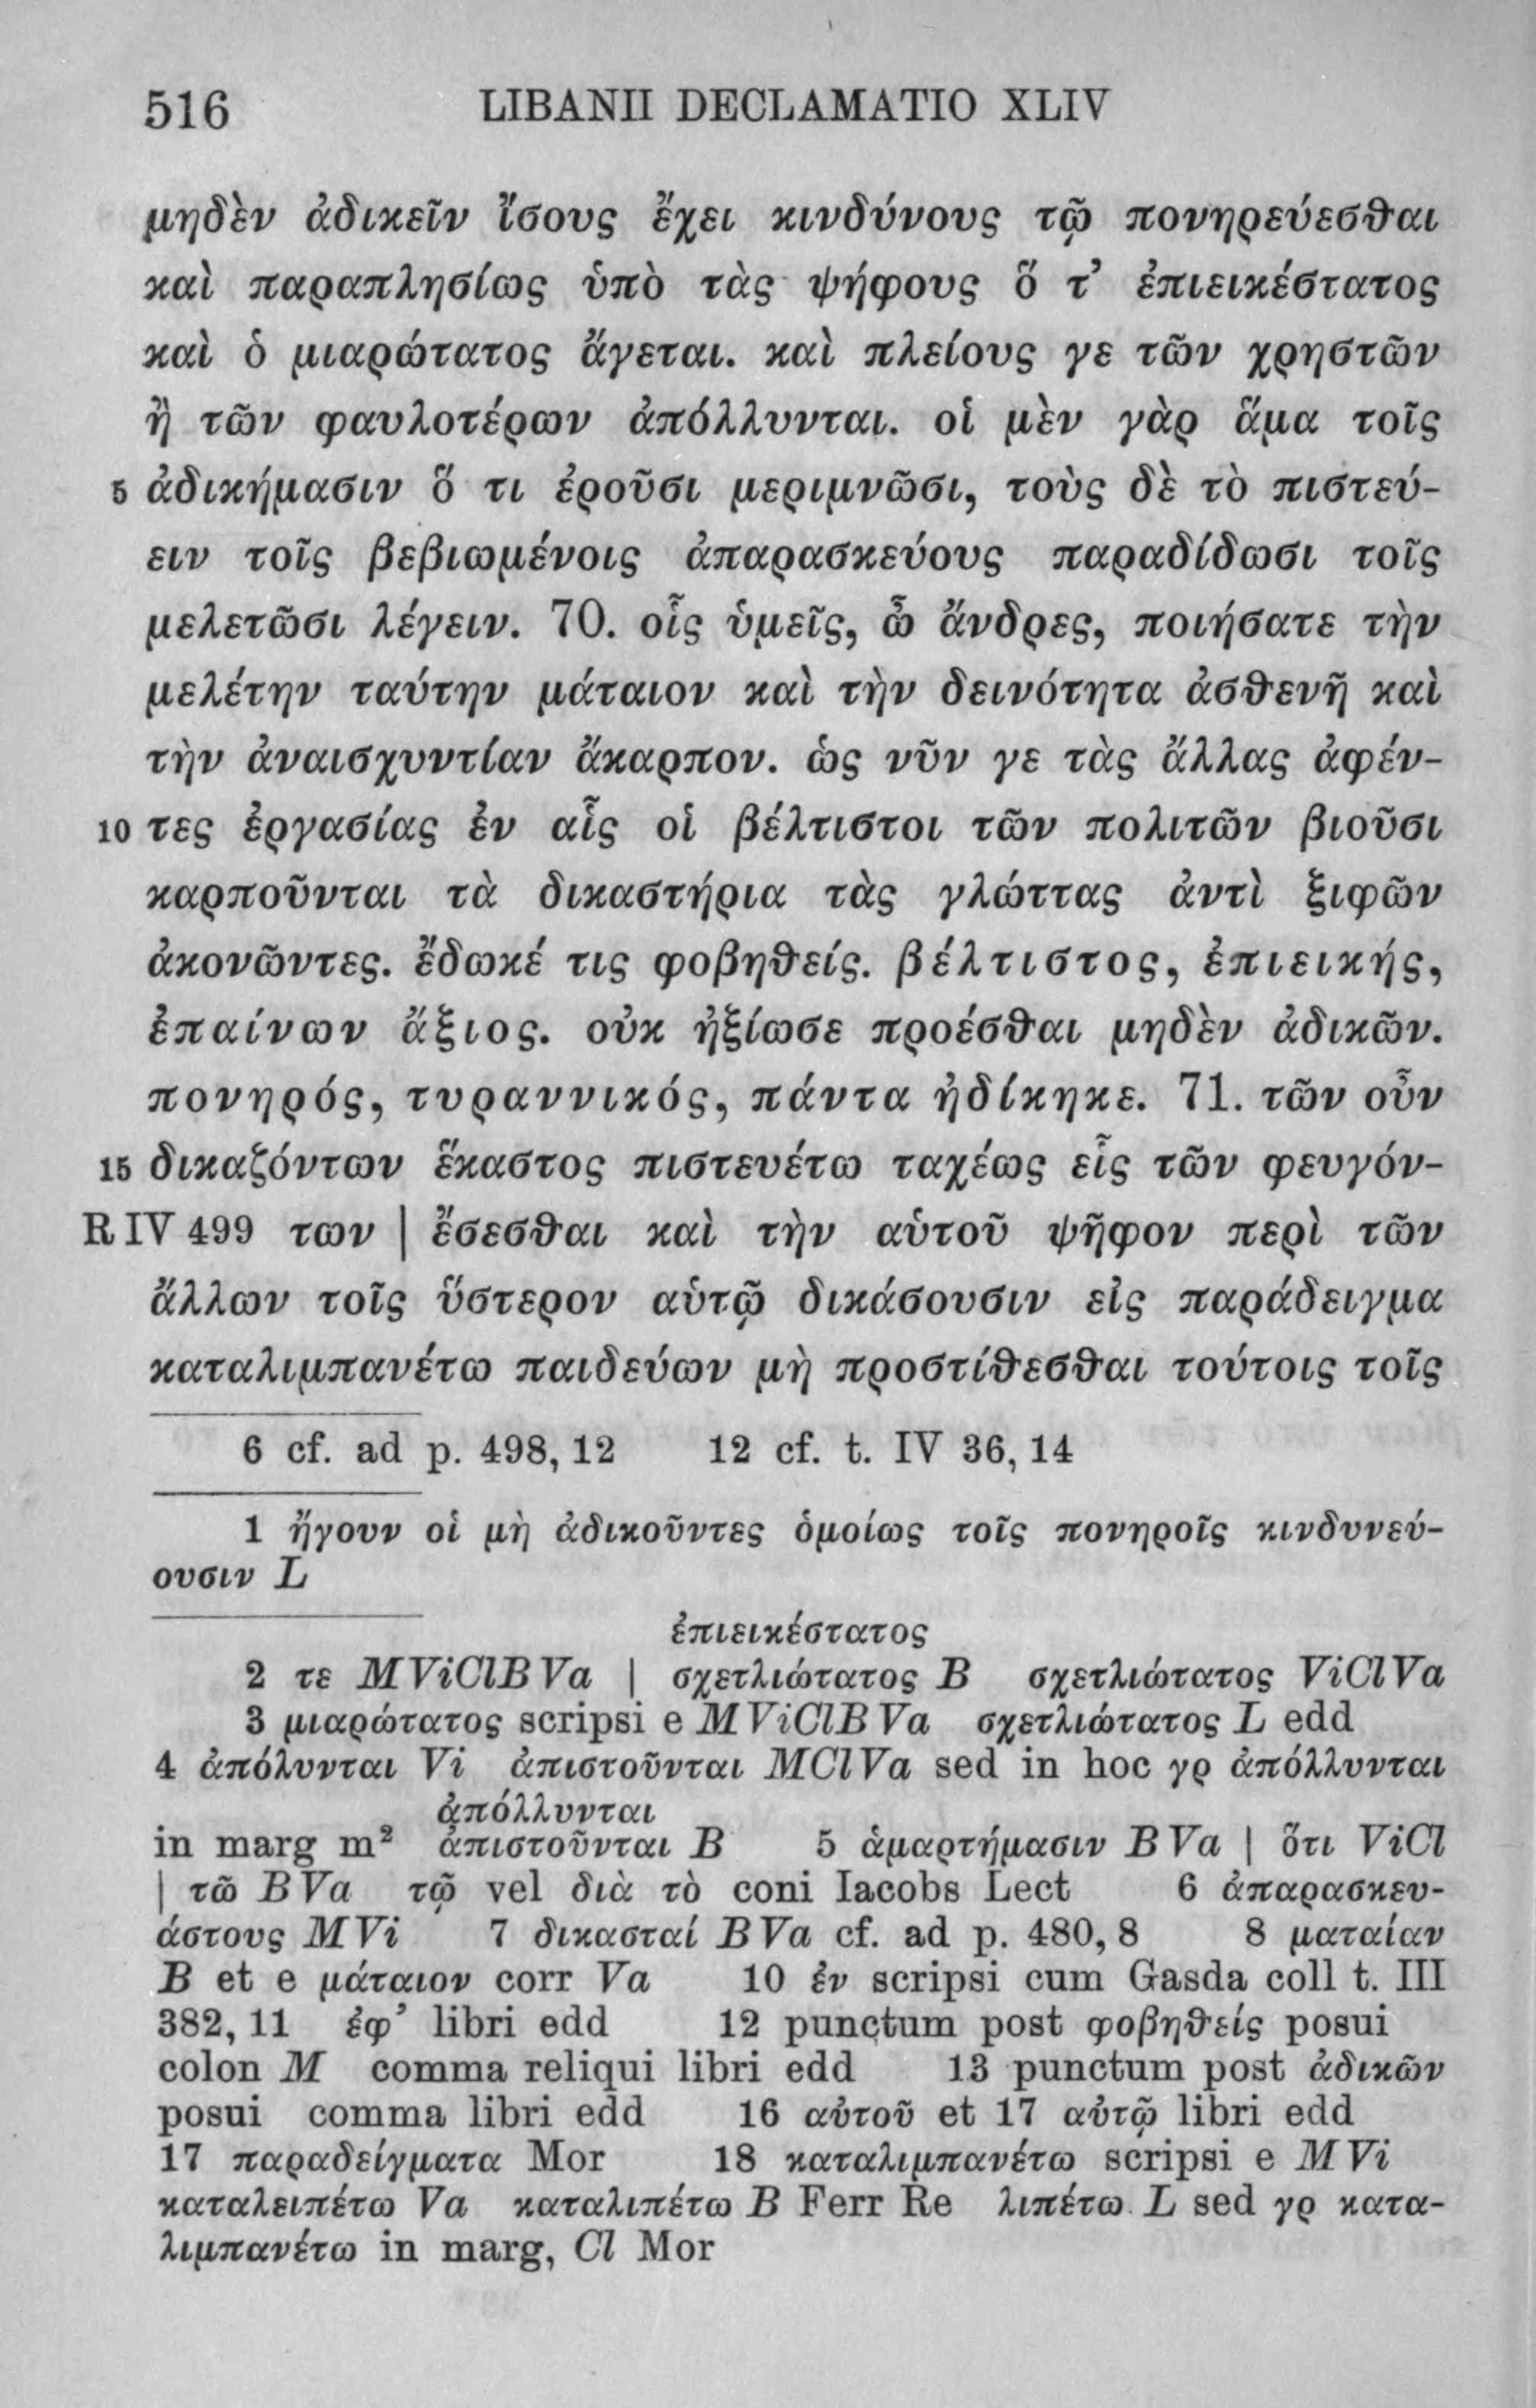 516 LIBANII DECLAMATIO XLIV
μηδὲν ἀδικεῖν ἴσους ἔχει κινδύνους τῷ πονηρεύεσθαι
καὶ παραπλησίως ὑπὸ τὰς ψήφους ὅ τ’ ἐπιεικέστατος
καὶ ὁ μιαρώτατος ἄγεται. καὶ πλείους γε τῶν χρηστῶν
ἢ τῶν φαυλοτέρων ἀπόλλυνται. οἱ μὲν γὰρ ἅμα τοῖς
5 ἀδικήμασιν ὅ τι ἐροῦσι μεριμνῶσι, τοὺς δὲ τὸ πιστεύ-
ειν τοῖς βεβιωμένοις ἀπαρασκεύους παραδίδωσι τοῖς
μελετῶσι λέγειν. 70. οἷς ὑμεῖς, ὦ ἄνδρες, ποιήσατε τὴν
μελέτην ταύτην μάταιον καὶ τὴν δεινότητα ἀσθενῆ καὶ
τὴν ἀναισχυντίαν ἄκαρπον. ὡς νῦν γε τὰς ἄλλας ἀφέν-
10 τες ἐργασίας ἐν αἷς οἱ βέλτιστοι τῶν πολιτῶν βιοῦσι
καρποῦνται τὰ δικαστήρια τὰς γλώττας ἀντὶ ξιφῶν
ἀκονῶντες. ἔδωκέ τις φοβηθείς. βέλτιστος, ἐπιεικής,
ἐπαίνων ἄξιος. οὐκ ἠξίωσε προέσθαι μηδὲν ἀδικῶν.
πονηρός, τυραννικός, πάντα ἠδίκηκε. 71. τῶν οὖν
15 δικαζόντων ἕκαστος πιστευέτω ταχέως εἷς τῶν φευγόν-
R IV 499 των | ἔσεσθαι καὶ τὴν αὑτοῦ ψῆφον περὶ τῶν
ἄλλων τοῖς ὕστερον αὑτῷ δικάσουσιν εἰς παράδειγμα
καταλιμπανέτω παιδεύων μὴ προστίθεσθαι τούτοις τοῖς
6 cf. ad p. 498, 12 12 cf. t. IV 36, 14
1 ἤγουν οἱ μὴ ἀδικοῦντες ὁμοίως τοῖς πονηροῖς κινδυνεύ-
ουσιν L
ἐπιεικέστατος
2 τε MViClBVa | σχετλιώτατος B σχετλιώτατος ViClVa
3 μιαρώτατος scripsi e MViClBVa σχετλιώτατος L edd
4 ἀπόλυνται Vi ἀπιστοῦνται MClVa sed in hoc γρ ἀπόλλυνται
ἀπόλλυνται
in marg m² ἀπιστοῦνται B 5 ἁμαρτήμασιν BVa | ὅτι ViCl
| τῶ BVa τῷ vel διὰ τὸ coni Iacobs Lect 6 ἀπαρασκευ-
άστους MVi 7 δικασταί BVa cf. ad p. 480, 8 8 ματαίαν
B et e μάταιον corr Va 10 ἐν scripsi cum Gasda coll t. III
382, 11 ἐφ’ libri edd 12 punctum post φοβηθείς posui
colon M comma reliqui libri edd 13 punctum post ἀδικῶν
posui comma libri edd 16 αὐτοῦ et 17 αὐτῷ libri edd
17 παραδείγματα Mor 18 καταλιμπανέτω scripsi e MVi
καταλειπέτω Va καταλιπέτω B Ferr Re λιπέτω L sed γρ κατα-
λιμπανέτω in marg, Cl Mor